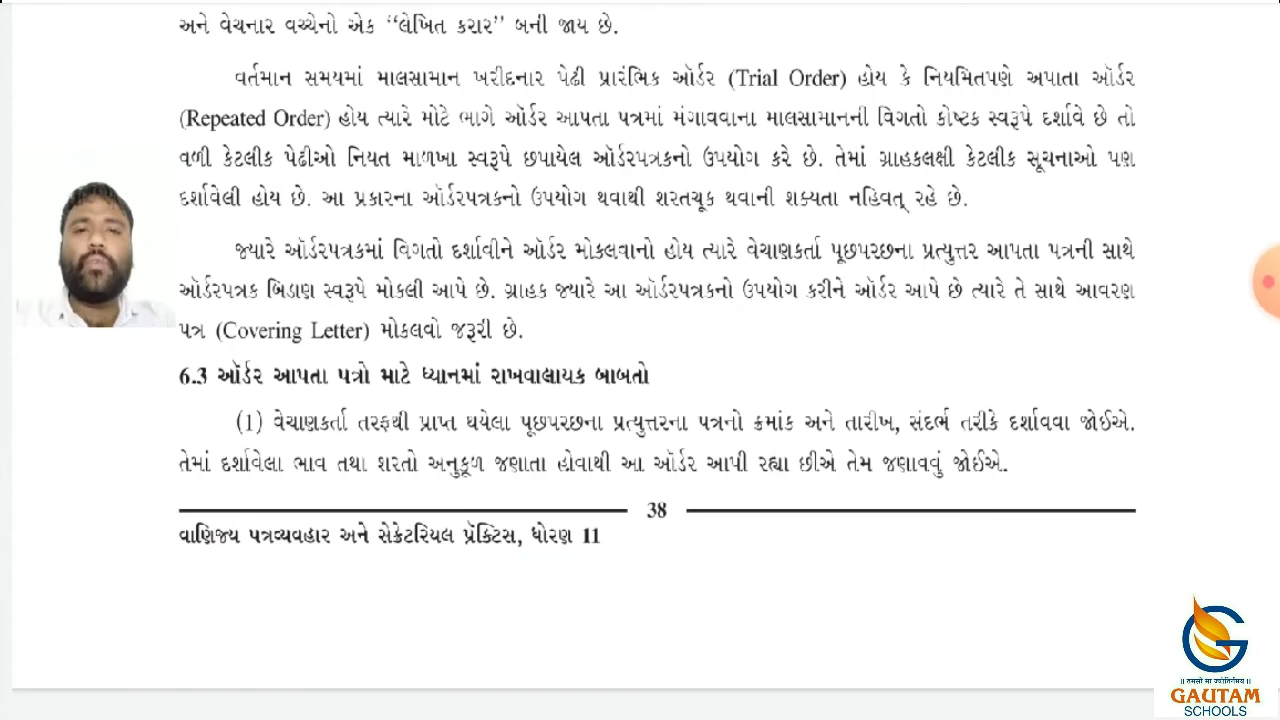 અને વેચનાર વચ્ચેનો એક “લેખિત કરાર” બની જાય છે.
વર્તમાન સમયમાં માલસામાન ખરીદનાર પેઢી પ્રારંભિક ઑર્ડર (Trial Order) હોય કે નિયમિતપણે અપાતા ઑર્ડર
(Repeated Order) હોય ત્યારે મોટે ભાગે ઑર્ડર આપતા પત્રમાં મંગાવવાના માલસામાનની વિગતો કોષ્ટક સ્વરૂપે દર્શાવે છે તો
વળી કેટલીક પેઢીઓ નિયત માળખા સ્વરૂપે છપાયેલ ઑર્ડરપત્રકનો ઉપયોગ કરે છે. તેમાં ગ્રાહકલક્ષી કેટલીક સૂચનાઓ પણ
દર્શાવેલી હોય છે. આ પ્રકારના ઑર્ડરપત્રકનો ઉપયોગ થવાથી શરતચૂક થવાની શક્યતા નહિવત્ રહે છે.
જ્યારે ઑર્ડરપત્રકમાં વિગતો દર્શાવીને ઑર્ડર મોકલવાનો હોય ત્યારે વેચાણકર્તા પૂછપરછના પ્રત્યુત્તર આપતા પત્રની સાથે
ઑર્ડરપત્રક બિડાણ સ્વરૂપે મોકલી આપે છે. ગ્રાહક જ્યારે આ ઑર્ડરપત્રકનો ઉપયોગ કરીને ઑર્ડર આપે છે ત્યારે તે સાથે આવરણ
પત્ર (Covering Letter) મોકલવો જરૂરી છે.
6.3 ઑર્ડર આપતા પત્રો માટે ધ્યાનમાં રાખવાલાયક બાબતો
(1) વેચાણકર્તા તરફથી પ્રાપ્ત થયેલા પૂછપરછના પ્રત્યુત્તરના પત્રનો ક્રમાંક અને તારીખ, સંદર્ભ તરીકે દર્શાવવા જોઈએ.
તેમાં દર્શાવેલા ભાવ તથા શરતો અનુકૂળ જણાતા હોવાથી આ ઑર્ડર આપી રહ્યા છીએ તેમ જણાવવું જોઈએ.
38
વાણિજ્ય પત્રવ્યવહાર અને સેક્રેટરિયલ પ્રૅક્ટિસ, ધોરણ 11
॥ तमसो मा ज्योतिर्गमय ॥
GAUTAM
SCHOOLS